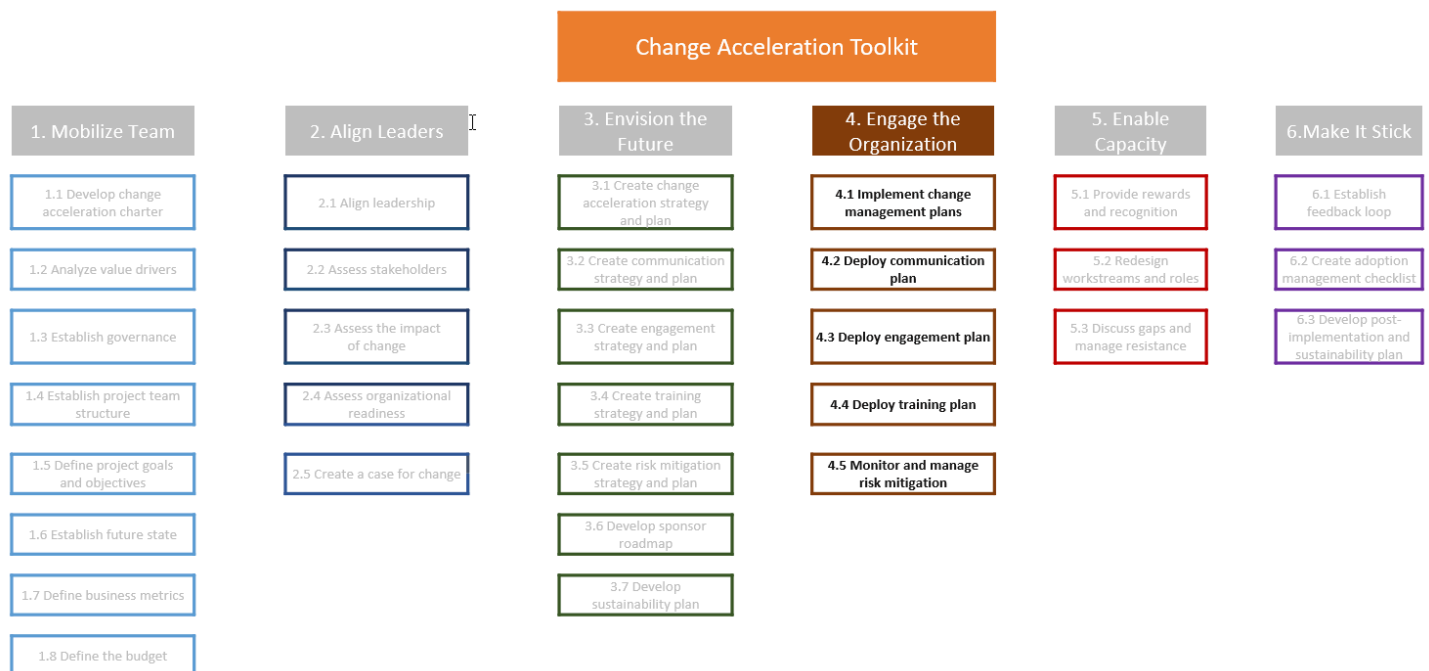 Change Acceleration Toolkit
1. Mobilize Team
1.1 Develop change
acceleration charter
1.2 Analyze value drivers
1.3 Establish governance
1.4 Establish project team
structure
1.5 Define project goals
and objectives
1.6 Establish future state
1.7 Define business metrics
1.8 Define the budget
2. Align Leaders
2.1 Align leadership
2.2 Assess stakeholders
2.3 Assess the impact
of change
2.4 Assess organizational
readiness
2.5 Create a case for change
3. Envision the
Future
3.1 Create change
acceleration strategy
and plan
3.2 Create communication
strategy and plan
3.3 Create engagement
strategy and plan
3.4 Create training
strategy and plan
3.5 Create risk mitigation
strategy and plan
3.6 Develop sponsor
roadmap
3.7 Develop
sustainability plan
4. Engage the
Organization
4.1 Implement change
management plans
4.2 Deploy communication
plan
4.3 Deploy engagement plan
4.4 Deploy training plan
4.5 Monitor and manage
risk mitigation
5. Enable
Capacity
5.1 Provide rewards
and recognition
5.2 Redesign
workstreams and roles
5.3 Discuss gaps and
manage resistance
6.Make It Stick
6.1 Establish
feedback loop
6.2 Create adoption
management checklist
6.3 Develop post-
implementation and
sustainability plan